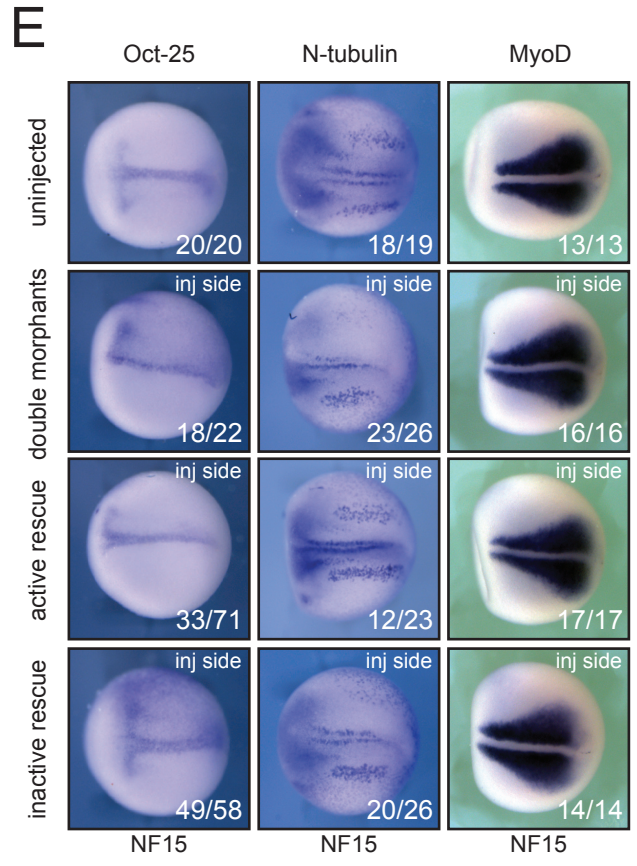 E
Oct-25 N-tubulin MyoD
uninjected
20/20 18/19 13/13
double morphants
inj side inj side inj side
18/22 23/26 16/16
active rescue
inj side inj side inj side
33/71 12/23 17/17
inactive rescue
inj side inj side inj side
49/58 20/26 14/14
NF15 NF15 NF15